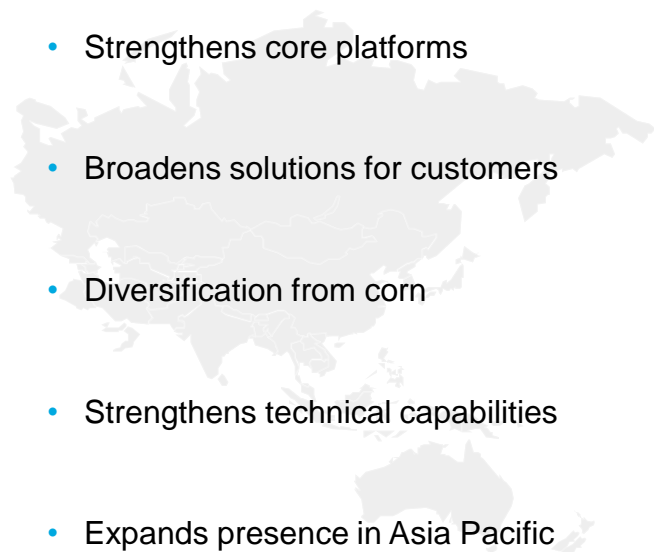 • Strengthens core platforms
• Broadens solutions for customers
• Diversification from corn
• Strengthens technical capabilities
• Expands presence in Asia Pacific